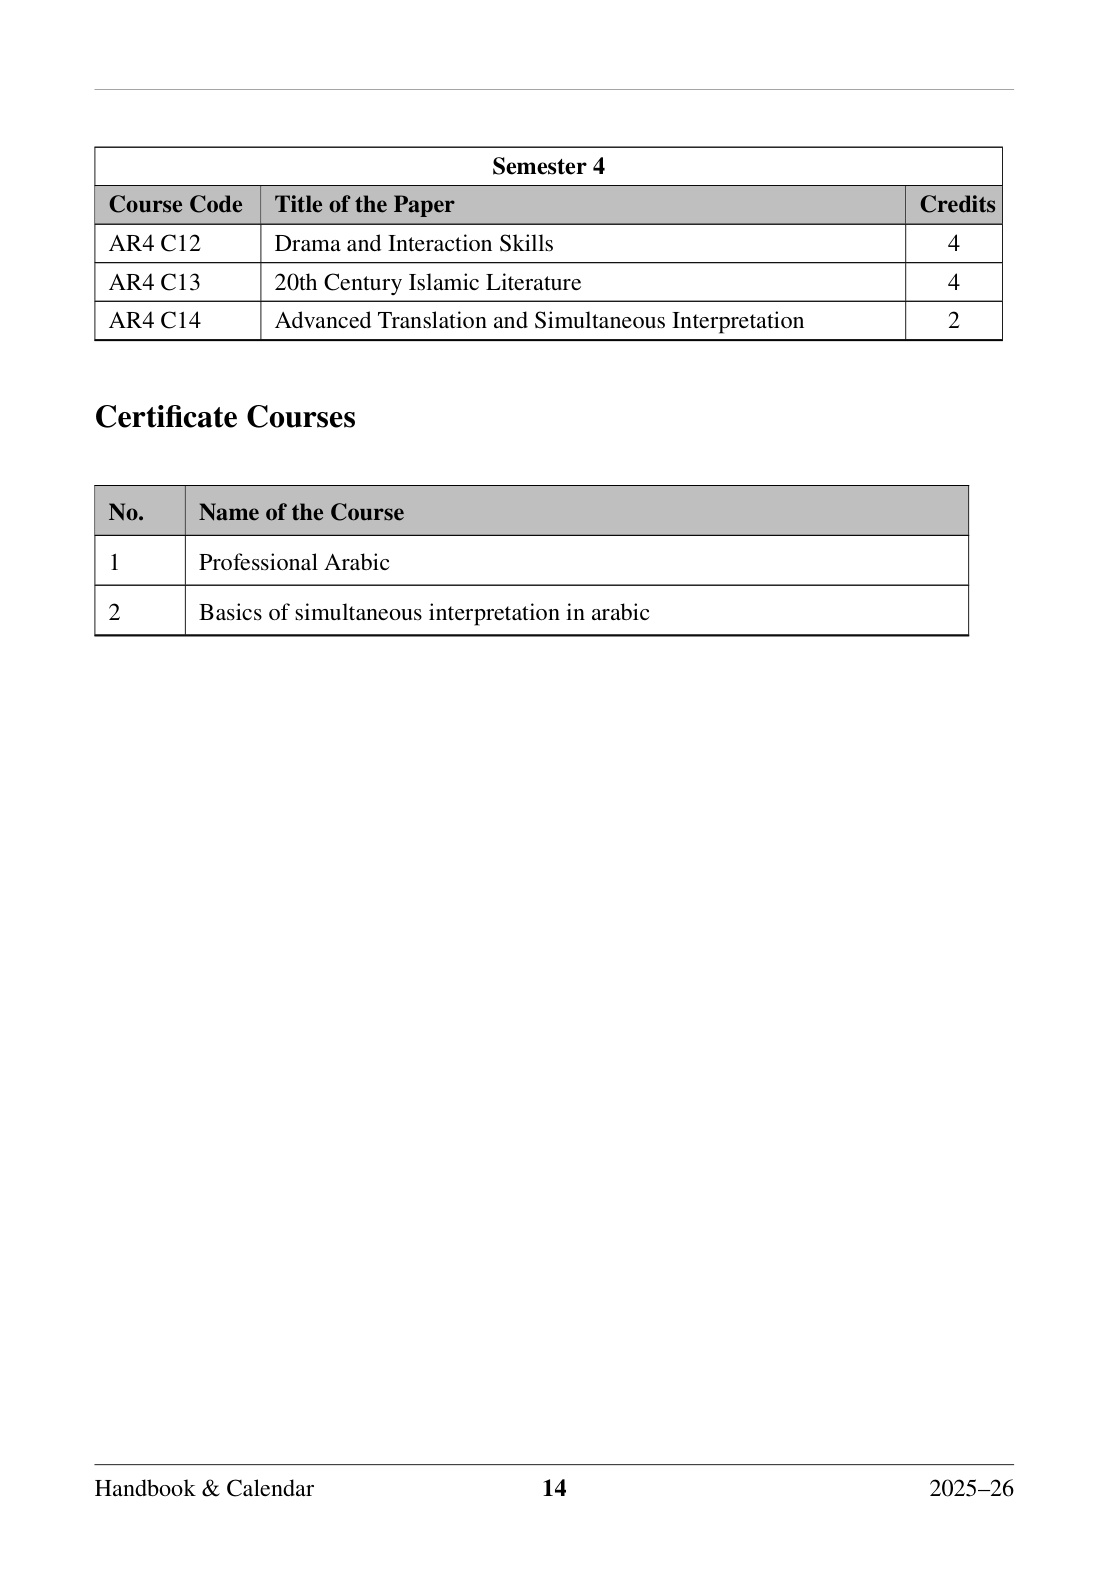 Semester 4
Course Code Title of the Paper Credits
AR4 C12 Drama and Interaction Skills 4
AR4 C13 20th Century Islamic Literature 4
AR4 C14 Advanced Translation and Simultaneous Interpretation 2
Certificate Courses
No. Name of the Course
1 Professional Arabic
2 Basics of simultaneous interpretation in arabic
Handbook & Calendar 14 2025–26